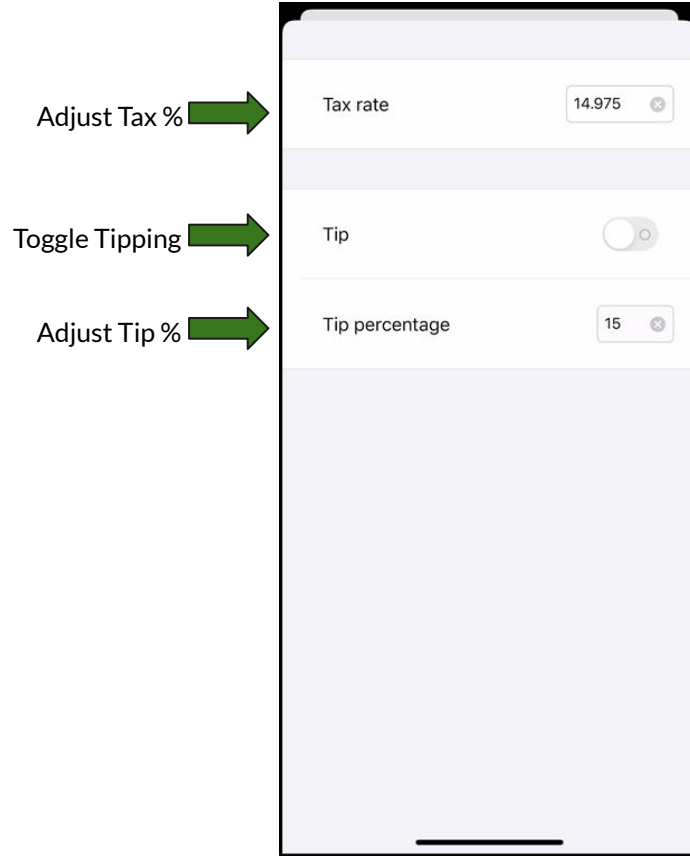 Adjust Tax %
Tax rate
14.975
Toggle Tipping
Tip
Adjust Tip %
Tip percentage
15